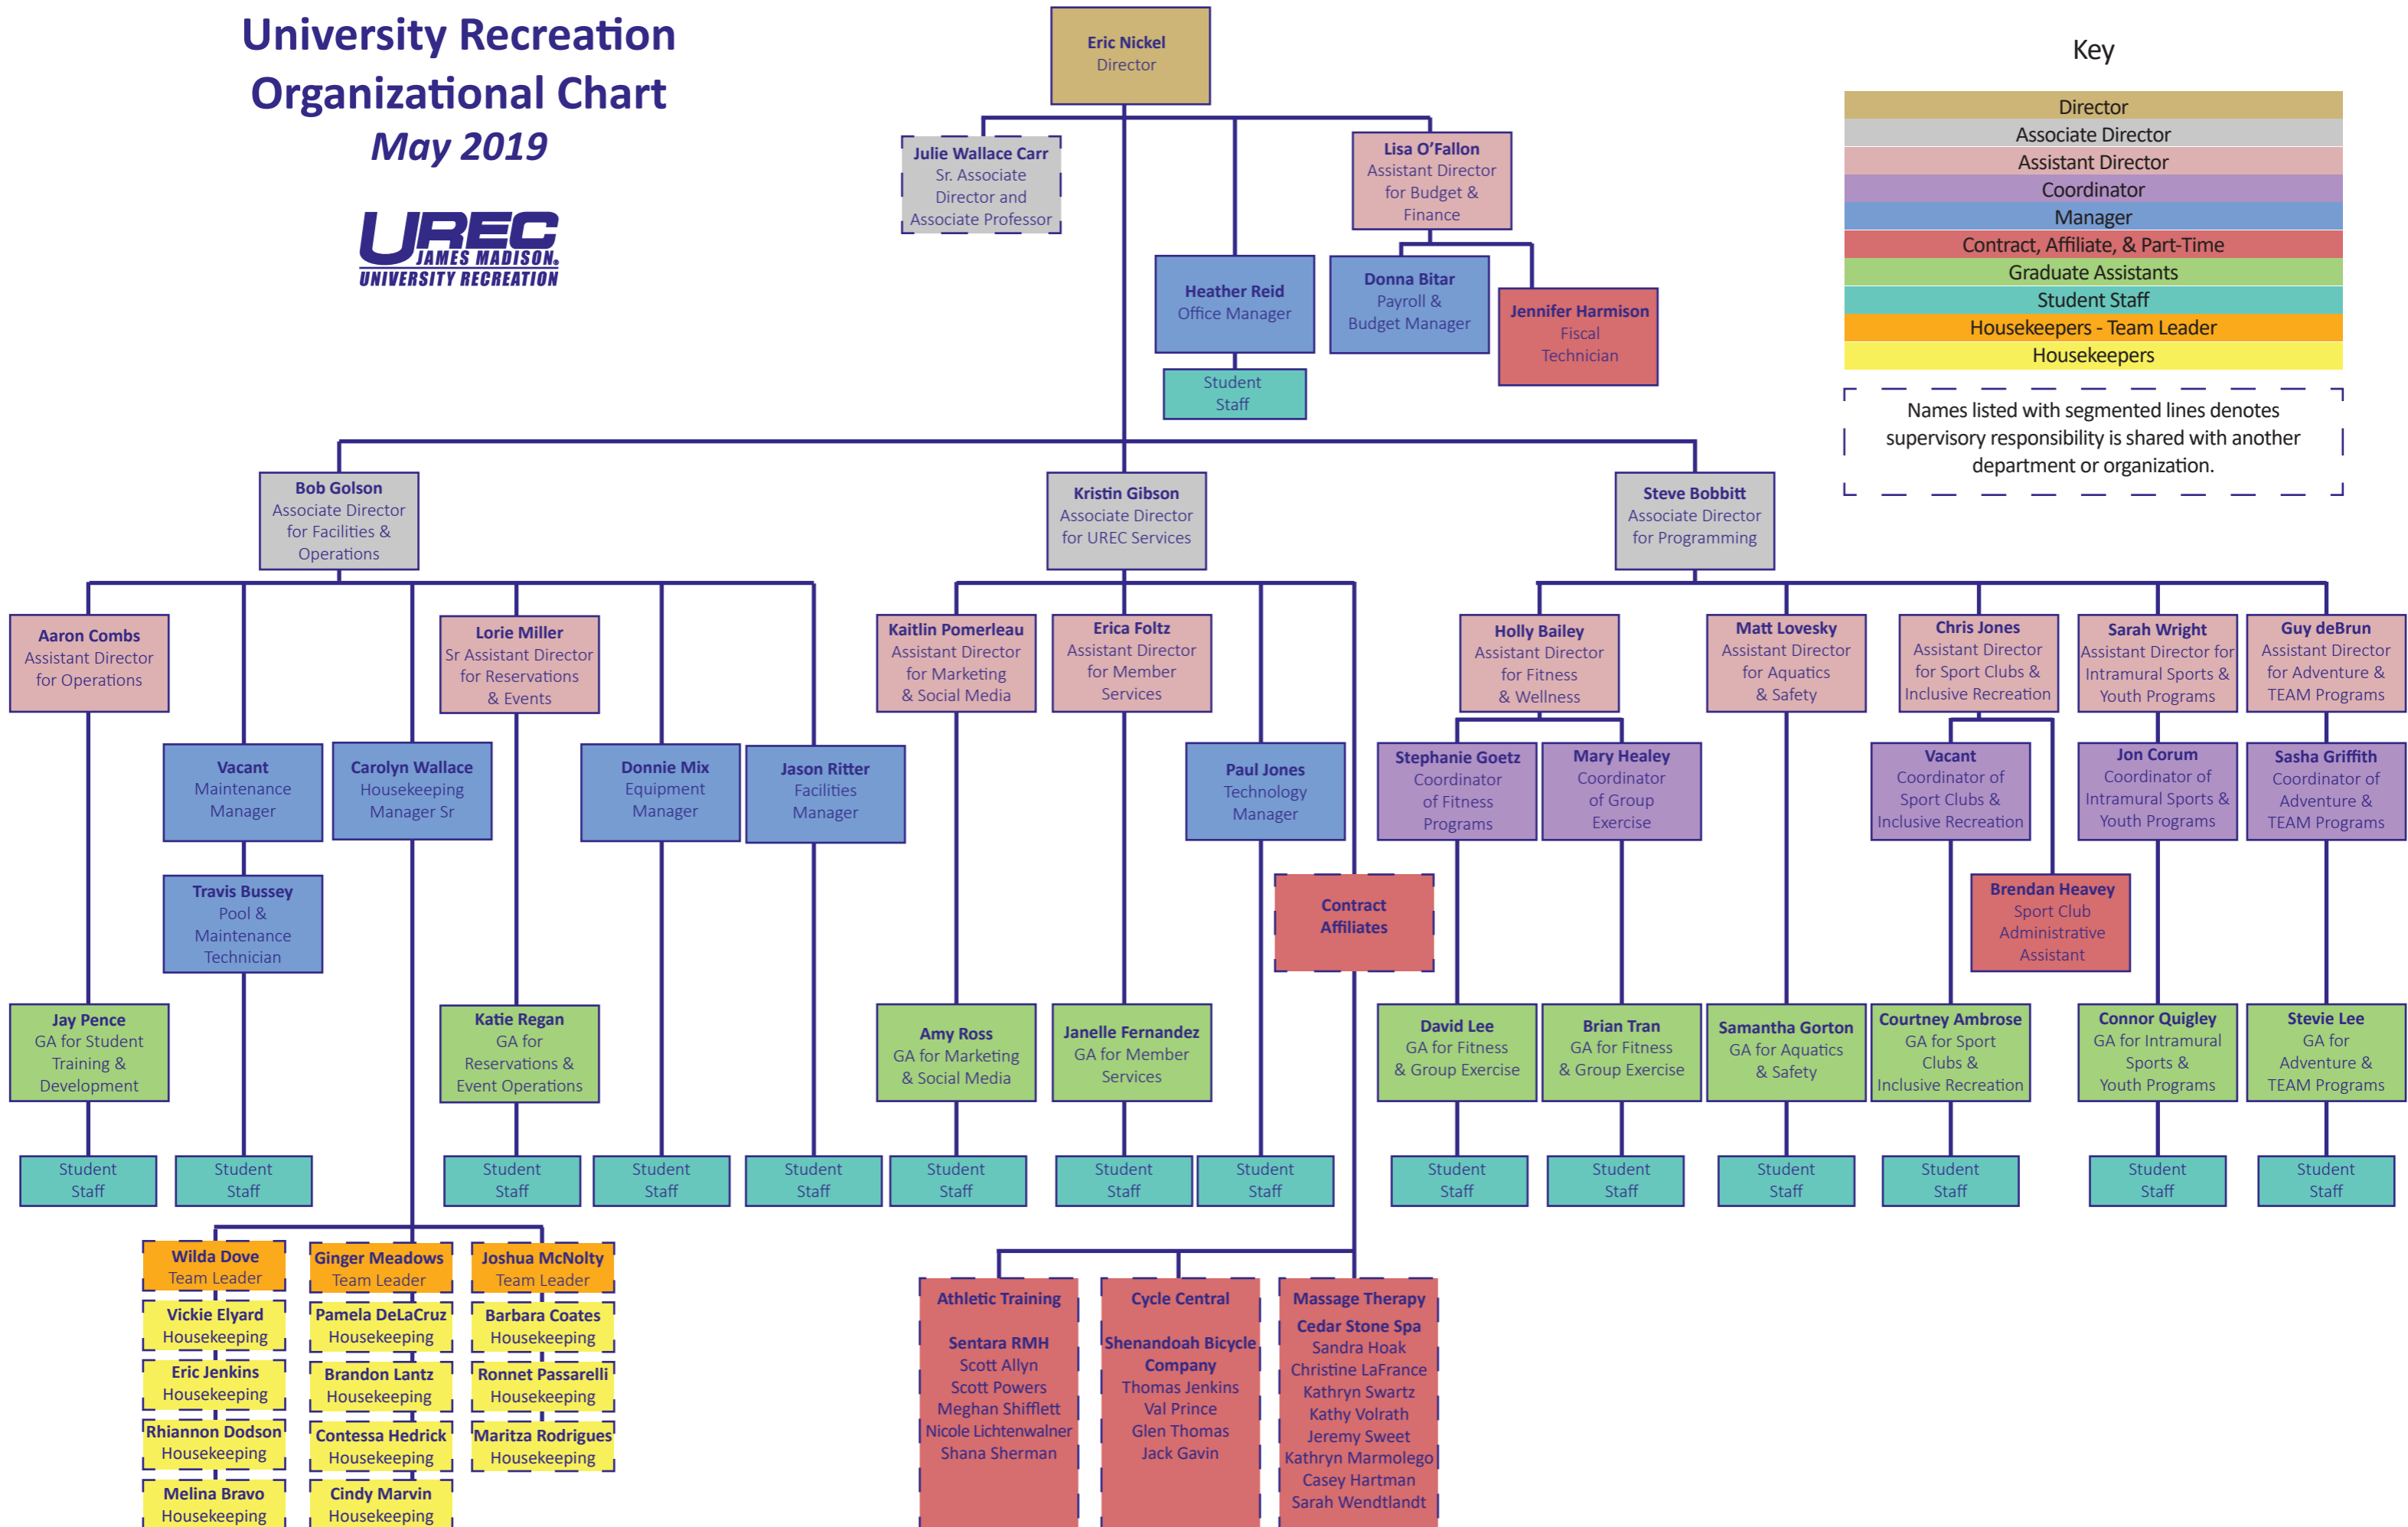 University Recreation
Organizational Chart
May 2019
UREC
JAMES MADISON®
UNIVERSITY RECREATION
Eric Nickel
Director
Key
Director
Associate Director
Assistant Director
Coordinator
Manager
Contract, Affiliate, & Part-Time
Graduate Assistants
Student Staff
Housekeepers - Team Leader
Housekeepers
Names listed with segmented lines denotes
supervisory responsibility is shared with another
department or organization.
Julie Wallace Carr
Sr. Associate
Director and
Associate Professor
Lisa O’Fallon
Assistant Director
for Budget &
Finance
Heather Reid
Office Manager
Student
Staff
Donna Bitar
Payroll &
Budget Manager
Jennifer Harmison
Fiscal
Technician
Bob Golson
Associate Director
for Facilities &
Operations
Kristin Gibson
Associate Director
for UREC Services
Steve Bobbitt
Associate Director
for Programming
Aaron Combs
Assistant Director
for Operations
Lorie Miller
Sr Assistant Director
for Reservations
& Events
Kaitlin Pomerleau
Assistant Director
for Marketing
& Social Media
Erica Foltz
Assistant Director
for Member
Services
Holly Bailey
Assistant Director
for Fitness
& Wellness
Matt Lovesky
Assistant Director
for Aquatics
& Safety
Chris Jones
Assistant Director
for Sport Clubs &
Inclusive Recreation
Sarah Wright
Assistant Director for
Intramural Sports &
Youth Programs
Guy deBrun
Assistant Director
for Adventure &
TEAM Programs
Vacant
Maintenance
Manager
Carolyn Wallace
Housekeeping
Manager Sr
Donnie Mix
Equipment
Manager
Jason Ritter
Facilities
Manager
Paul Jones
Technology
Manager
Stephanie Goetz
Coordinator
of Fitness
Programs
Mary Healey
Coordinator
of Group
Exercise
Vacant
Coordinator of
Sport Clubs &
Inclusive Recreation
Jon Corum
Coordinator of
Intramural Sports &
Youth Programs
Sasha Griffith
Coordinator of
Adventure &
TEAM Programs
Travis Bussey
Pool &
Maintenance
Technician
Contract
Affiliates
Brendan Heavey
Sport Club
Administrative
Assistant
Jay Pence
GA for Student
Training &
Development
Katie Regan
GA for
Reservations &
Event Operations
Amy Ross
GA for Marketing
& Social Media
Janelle Fernandez
GA for Member
Services
David Lee
GA for Fitness
& Group Exercise
Brian Tran
GA for Fitness
& Group Exercise
Samantha Gorton
GA for Aquatics
& Safety
Courtney Ambrose
GA for Sport
Clubs &
Inclusive Recreation
Connor Quigley
GA for Intramural
Sports &
Youth Programs
Stevie Lee
GA for
Adventure &
TEAM Programs
Student
Staff
Student
Staff
Student
Staff
Student
Staff
Student
Staff
Student
Staff
Student
Staff
Student
Staff
Student
Staff
Student
Staff
Student
Staff
Student
Staff
Student
Staff
Student
Staff
Wilda Dove
Team Leader
Vickie Elyard
Housekeeping
Eric Jenkins
Housekeeping
Rhiannon Dodson
Housekeeping
Melina Bravo
Housekeeping
Ginger Meadows
Team Leader
Pamela DeLaCruz
Housekeeping
Brandon Lantz
Housekeeping
Contessa Hedrick
Housekeeping
Cindy Marvin
Housekeeping
Joshua McNolty
Team Leader
Barbara Coates
Housekeeping
Ronnet Passarelli
Housekeeping
Maritza Rodrigues
Housekeeping
Athletic Training
Sentara RMH
Scott Allyn
Scott Powers
Meghan Shifflett
Nicole Lichtenwalner
Shana Sherman
Cycle Central
Shenandoah Bicycle
Company
Thomas Jenkins
Val Prince
Glen Thomas
Jack Gavin
Massage Therapy
Cedar Stone Spa
Sandra Hoak
Christine LaFrance
Kathryn Swartz
Kathy Volrath
Jeremy Sweet
Kathryn Marmolego
Casey Hartman
Sarah Wendtlandt